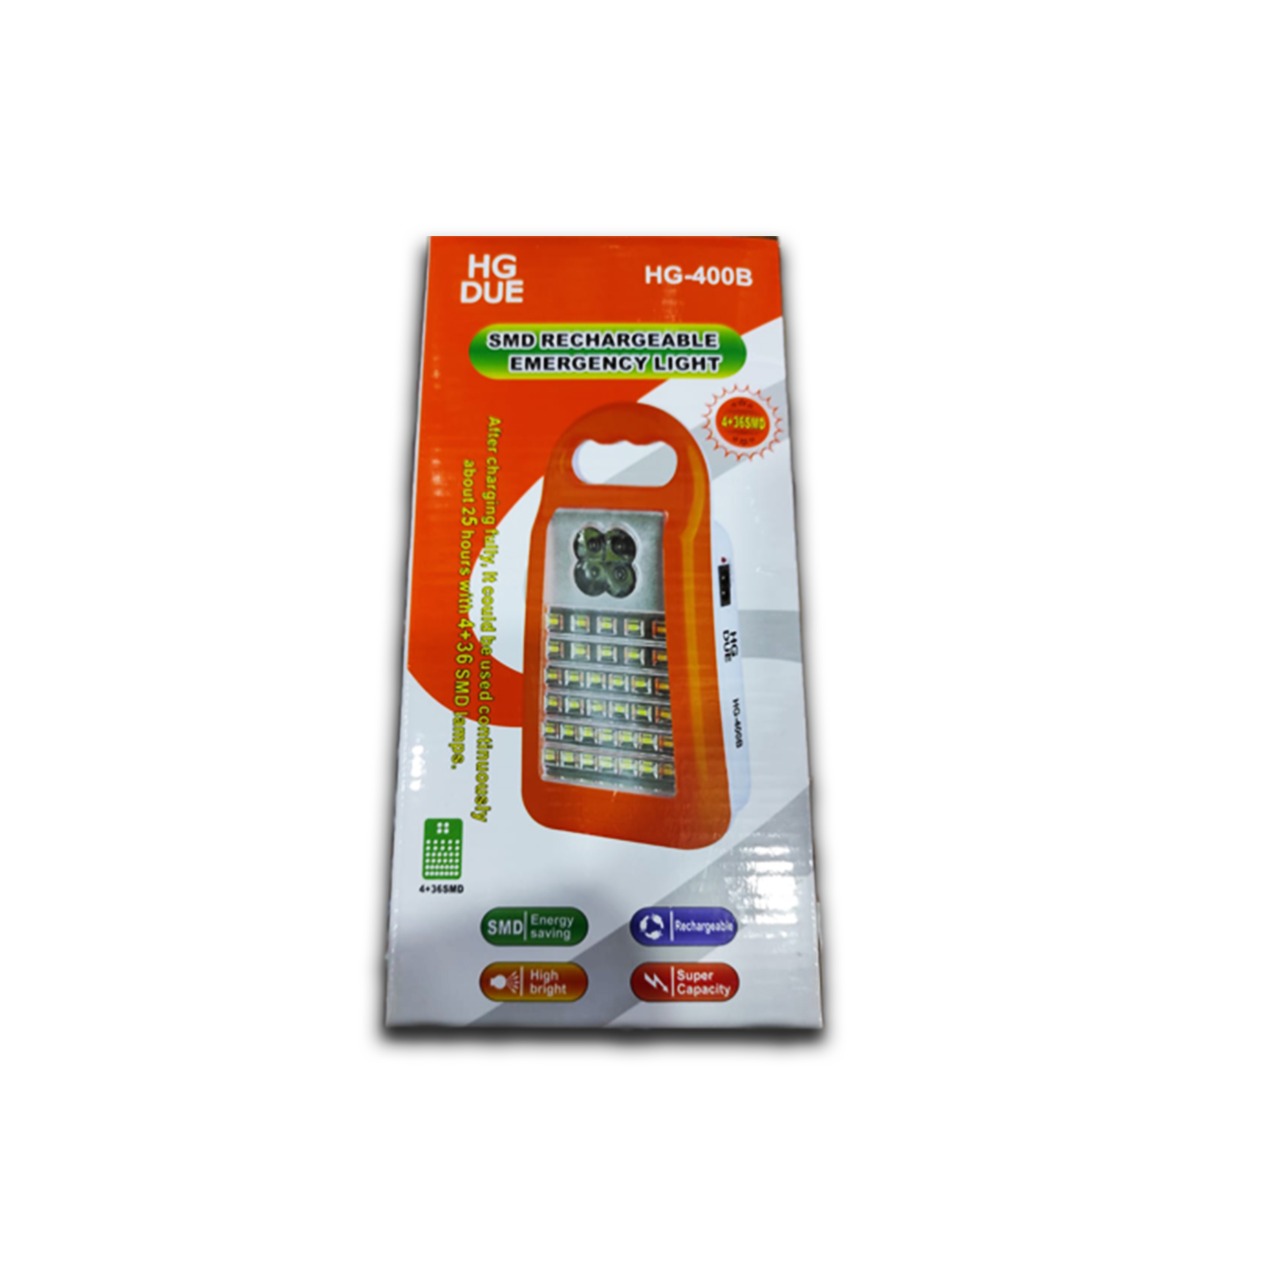 HG
DUE
HG-400B
SMD RECHARGEABLE
EMERGENCY LIGHT
4+36SMD
After charging fully, it could be used continuously
about 25 hours with 4+36 SMD lamps.
HG
DUE
HG-400B
4+36SMD
SMD Energy
saving
Rechargeable
High
bright
Super
Capacity